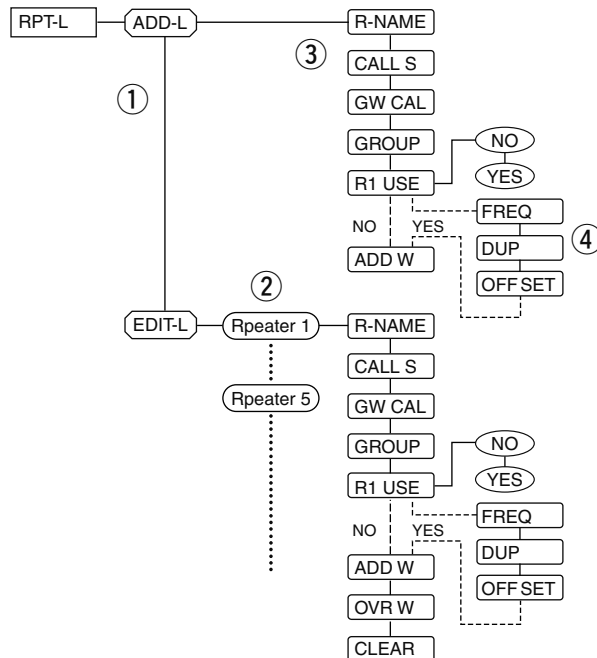 RPT-L
ADD-L
R-NAME
③
CALL S
①
GW CAL
GROUP
NO
R1 USE
YES
NO
YES
FREQ
④
DUP
ADD W
OFF SET
②
EDIT-L
Rpeater 1
R-NAME
CALL S
Rpeater 5
GW CAL
GROUP
NO
R1 USE
YES
NO
YES
FREQ
DUP
ADD W
OFF SET
OVR W
CLEAR